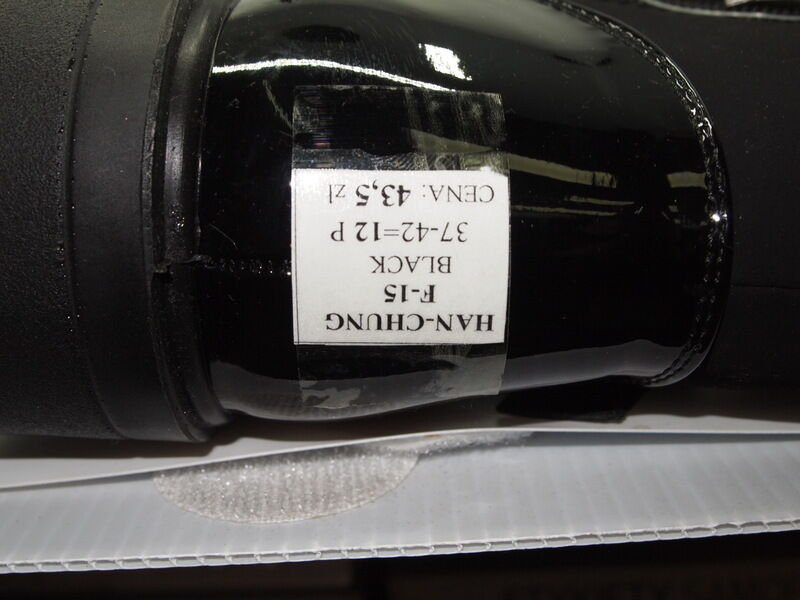 HAN-CHUNG
F-15
BLACK
37-42=12 P
CENA: 43,5 zł